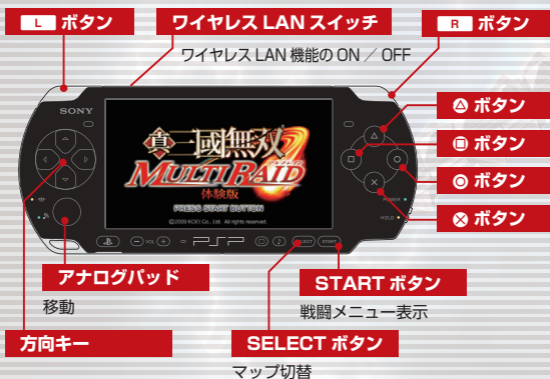 L ボタン
ワイヤレス LAN スイッチ
R ボタン
ワイヤレス LAN 機能の ON ／ OFF
SONY
△ ボタン
□ ボタン
○ ボタン
× ボタン
真・三國無双
MULTI RAID
体験版
PRESS START BUTTON
©2009 KOEI Co., Ltd. All rights reserved.
POWER
HOLD
VOL
PSP
SELECT
START
アナログパッド
移動
START ボタン
戦闘メニュー表示
方向キー
SELECT ボタン
マップ切替